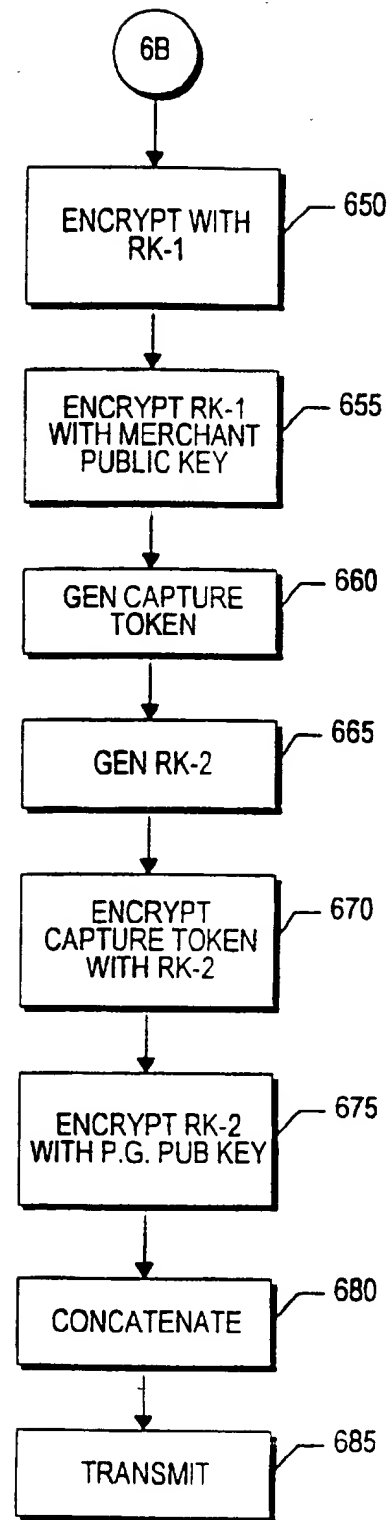 6B
ENCRYPT WITH
RK-1
650
ENCRYPT RK-1
WITH MERCHANT
PUBLIC KEY
655
GEN CAPTURE
TOKEN
660
GEN RK-2
665
ENCRYPT
CAPTURE TOKEN
WITH RK-2
670
ENCRYPT RK-2
WITH P.G. PUB KEY
675
CONCATENATE
680
TRANSMIT
685